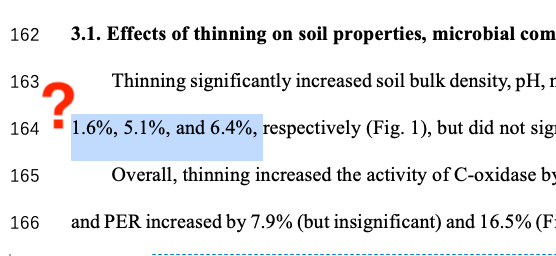 162 3.1. Effects of thinning on soil properties, microbial com
163 Thinning significantly increased soil bulk density, pH,
?
164 1.6%, 5.1%, and 6.4%, respectively (Fig. 1), but did not
165 Overall, thinning increased the activity of C-oxidase by
166 and PER increased by 7.9% (but insignificant) and 16.5%